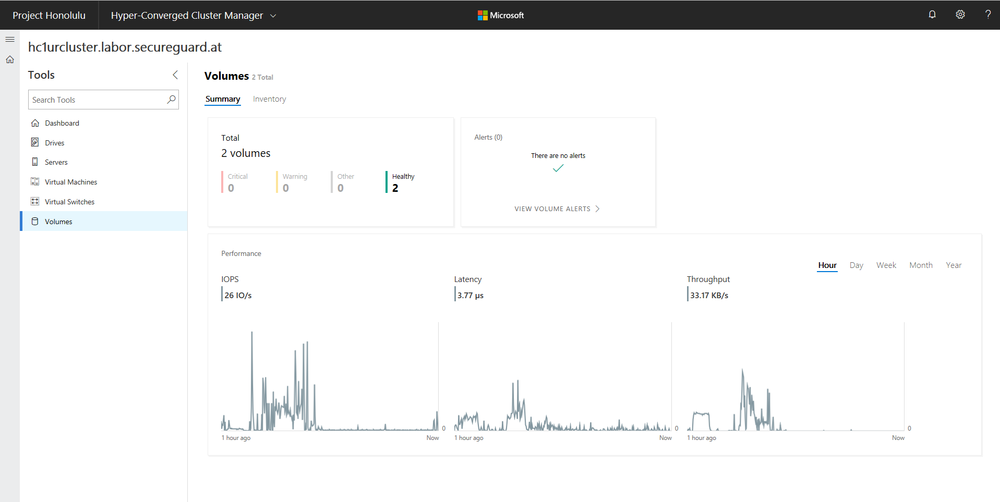 Project Honolulu
Hyper-Converged Cluster Manager
Microsoft
?
hc1urcluster.labor.secureguard.at
Tools
Search Tools
Dashboard
Drives
Servers
Virtual Machines
Virtual Switches
Volumes
Volumes 2 Total
Summary Inventory
Total
2 volumes
Critical Warning Other Healthy
0 0 0 2
Alerts (0)
There are no alerts
VIEW VOLUME ALERTS
Performance
Hour Day Week Month Year
IOPS
26 IO/s
0
1 hour ago Now
Latency
3.77 µs
0
1 hour ago Now
Throughput
33.17 KB/s
0
1 hour ago Now